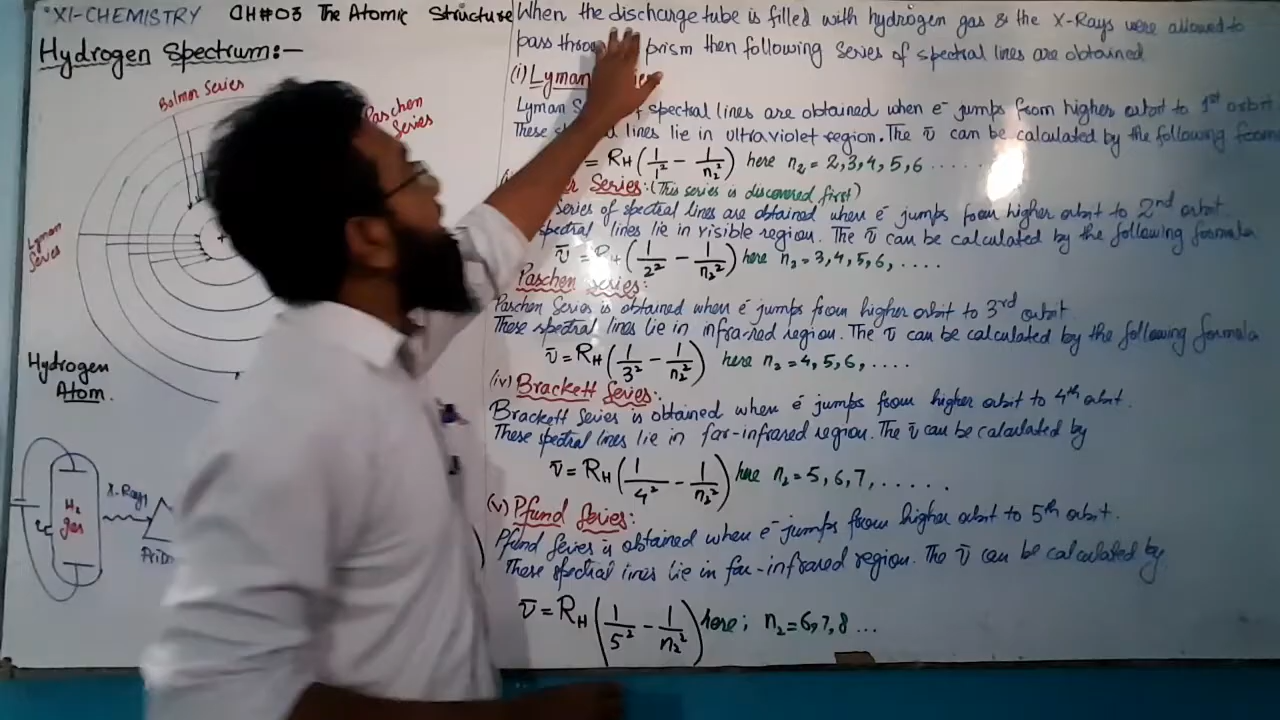 XI-CHEMISTRY CH#03 The Atomic Structure
Hydrogen Spectrum:-
Balmer Series
Paschen
Series
Lyman
Series
+
Hydrogen
Atom.
H₂
gas
X-Rays
When the discharge tube is filled with hydrogen gas & the X-Rays were allowed to
pass prism then following series of spectral lines are obtained
(i) Lyman
Lyman spectral lines are obtained when e⁻ jumps from higher orbit to 1st orbit
These lines lie in ultraviolet region. The ν̄ can be calculated by the following
= R_H (1/1² - 1/n₂²) here n₂ = 2,3,4,5,6 ......
Series: (This series is discovered first)
series of spectral lines are obtained when e⁻ jumps from higher orbit to 2nd orbit.
spectral lines lie in visible region. The ν̄ can be calculated by the following formula
ν̄ = R_H (1/2² - 1/n₂²) here n₂ = 3,4,5,6, ....
Paschen Series:
Paschen Series is obtained when e⁻ jumps from higher orbit to 3rd orbit.
These spectral lines lie in infra-red region. The ν̄ can be calculated by the following formula
ν̄ = R_H (1/3² - 1/n₂²) here n₂ = 4,5,6, ....
(iv) Brackett Series:
Brackett Series is obtained when e⁻ jumps from higher orbit to 4th orbit.
These spectral lines lie in far-infrared region. The ν̄ can be calculated by
ν̄ = R_H (1/4² - 1/n₂²) here n₂ = 5,6,7, ......
(v) Pfund Series:
Pfund Series is obtained when e⁻ jumps from higher orbit to 5th orbit.
These spectral lines lie in far-infrared region. The ν̄ can be calculated by
ν̄ = R_H (1/5² - 1/n₂²) here; n₂ = 6,7,8 ...